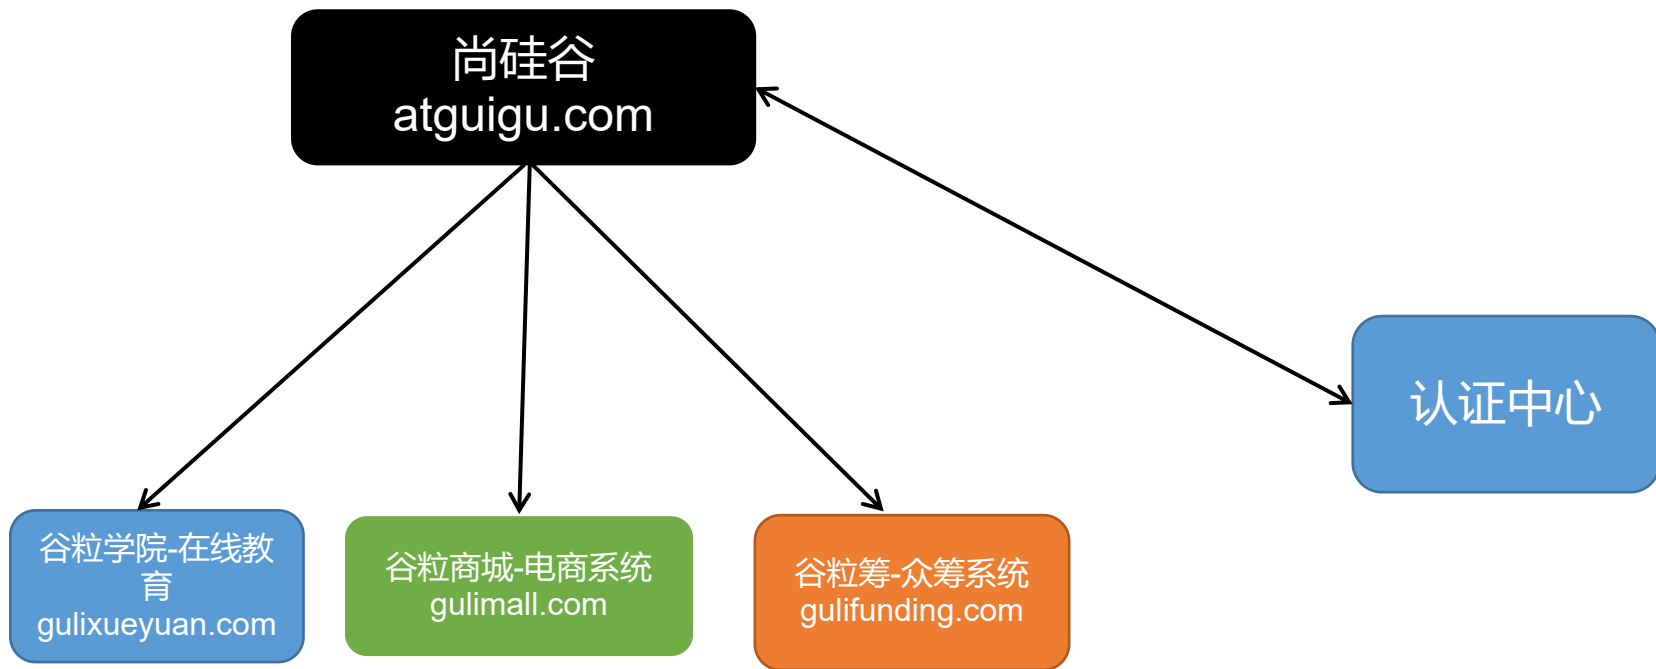 尚硅谷
atguigu.com
认证中心
谷粒学院-在线教
育
gulixueyuan.com
谷粒商城-电商系统
gulimall.com
谷粒筹-众筹系统
gulifunding.com